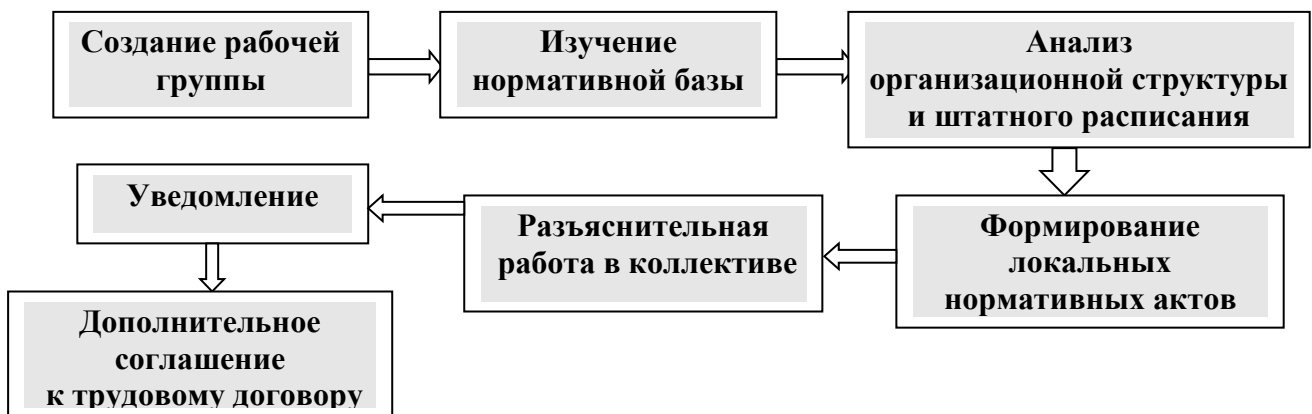 Создание рабочей
группы
Изучение
нормативной базы
Анализ
организационной структуры
и штатного расписания
Формирование
локальных
нормативных актов
Разъяснительная
работа в коллективе
Уведомление
Дополнительное
соглашение
к трудовому договору